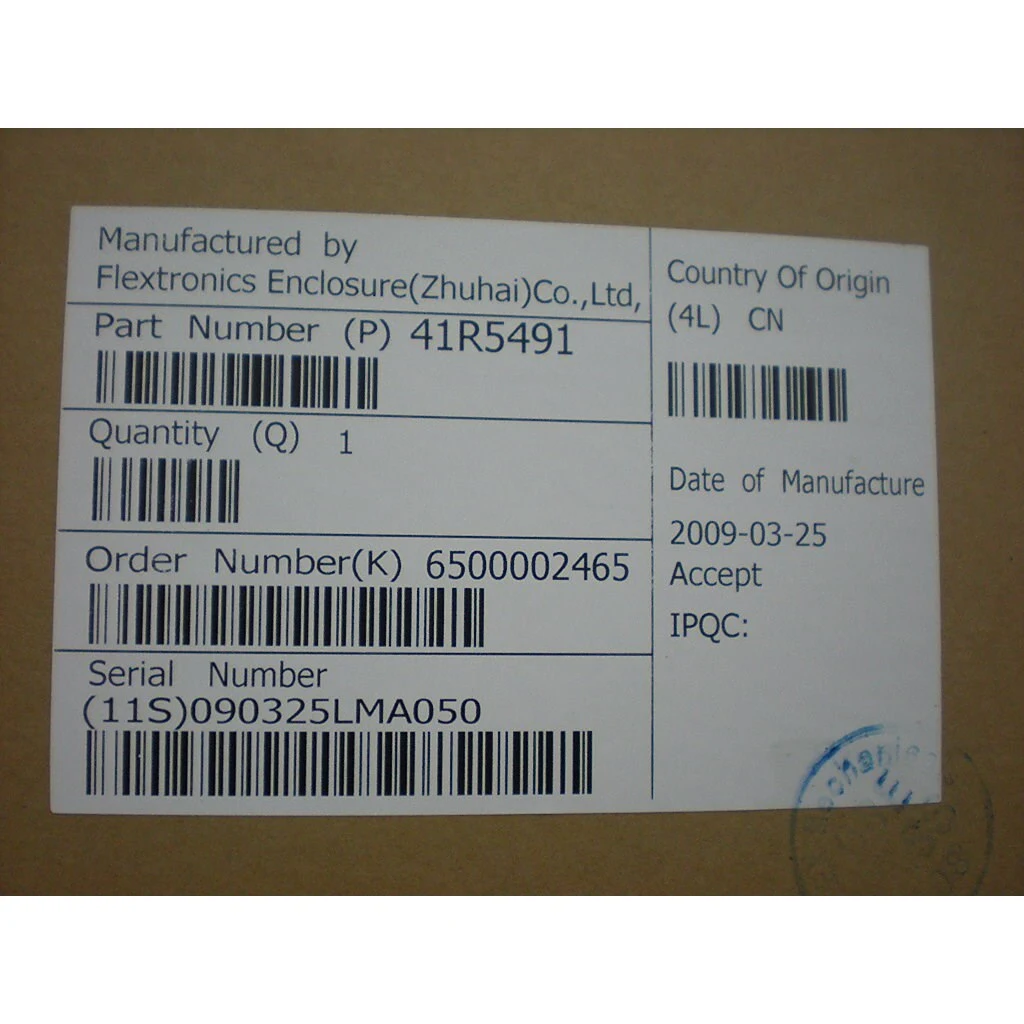 Manufactured by
Flextronics Enclosure(Zhuhai)Co.,Ltd,
Part Number (P) 41R5491
Quantity (Q) 1
Order Number(K) 6500002465
Serial Number
(11S)090325LMA050
Country Of Origin
(4L) CN
Date of Manufacture
2009-03-25
Accept
IPQC: